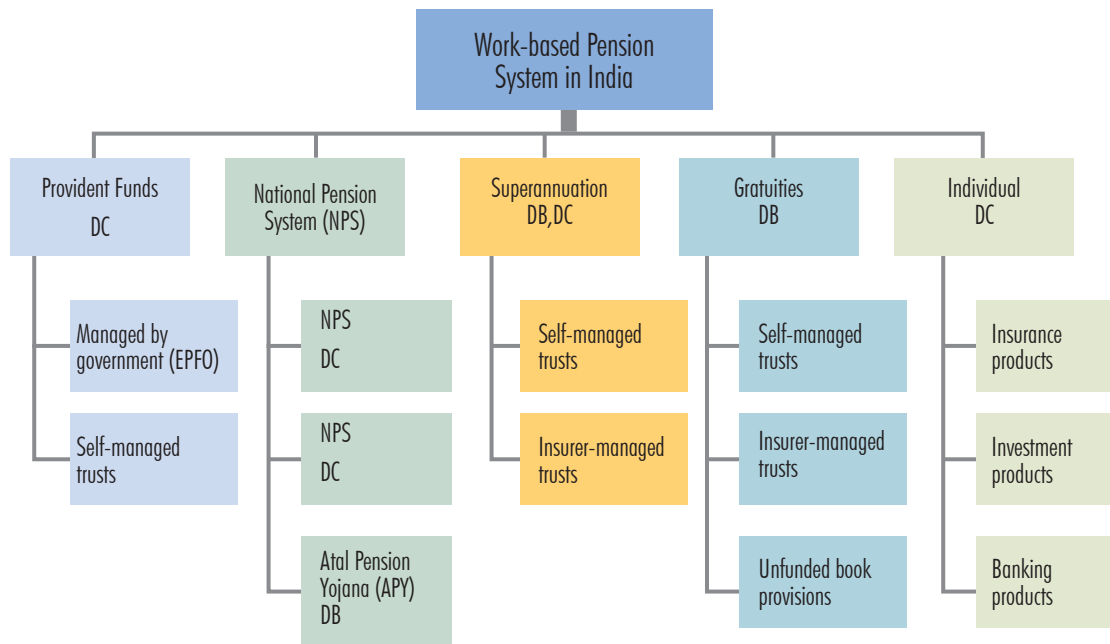 Work-based Pension
System in India
Provident Funds
DC
National Pension
System (NPS)
Superannuation
DB,DC
Gratuities
DB
Individual
DC
Managed by
government (EPFO)
Self-managed
trusts
NPS
DC
NPS
DC
Atal Pension
Yojana (APY)
DB
Self-managed
trusts
Insurer-managed
trusts
Self-managed
trusts
Insurer-managed
trusts
Unfunded book
provisions
Insurance
products
Investment
products
Banking
products